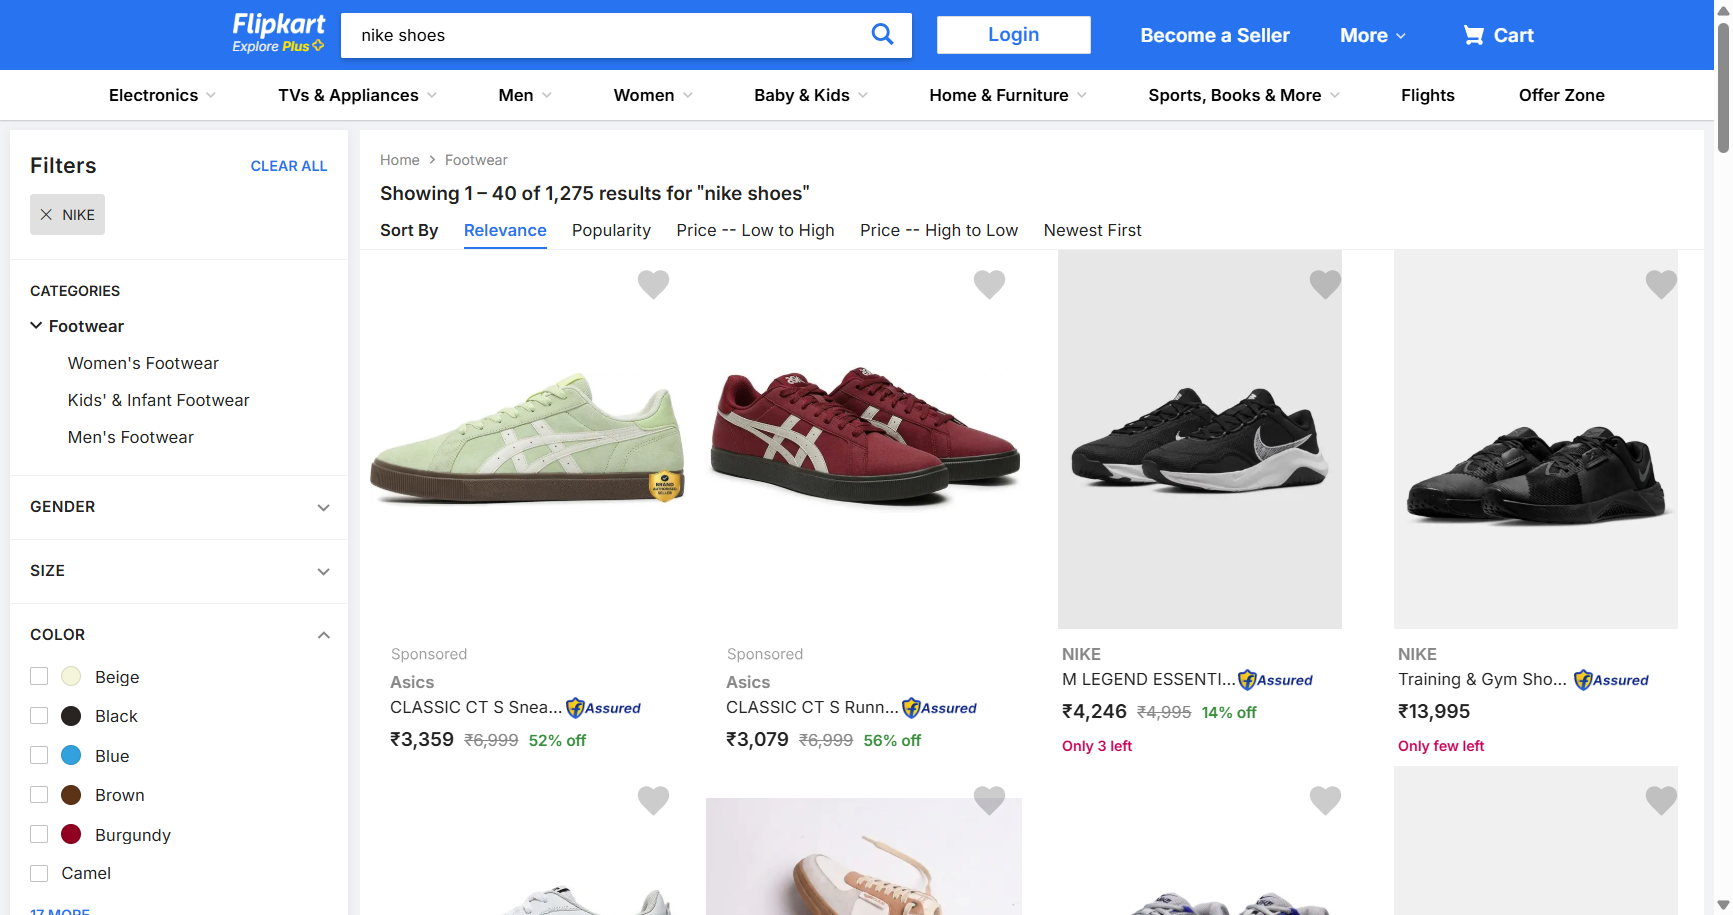 Flipkart
Explore Plus
nike shoes
Login
Become a Seller
More
Cart
Electronics
TVs & Appliances
Men
Women
Baby & Kids
Home & Furniture
Sports, Books & More
Flights
Offer Zone
Filters
CLEAR ALL
NIKE
CATEGORIES
Footwear
Women's Footwear
Kids' & Infant Footwear
Men's Footwear
GENDER
SIZE
COLOR
Beige
Black
Blue
Brown
Burgundy
Camel
17 MORE
Home > Footwear
Showing 1 – 40 of 1,275 results for "nike shoes"
Sort By
Relevance
Popularity
Price -- Low to High
Price -- High to Low
Newest First
BRAND
AUTHORISED
SELLER
Sponsored
Asics
CLASSIC CT S Snea... Assured
₹3,359 ₹6,999 52% off
Sponsored
Asics
CLASSIC CT S Runn... Assured
₹3,079 ₹6,999 56% off
NIKE
M LEGEND ESSENTI... Assured
₹4,246 ₹4,995 14% off
Only 3 left
NIKE
Training & Gym Sho... Assured
₹13,995
Only few left